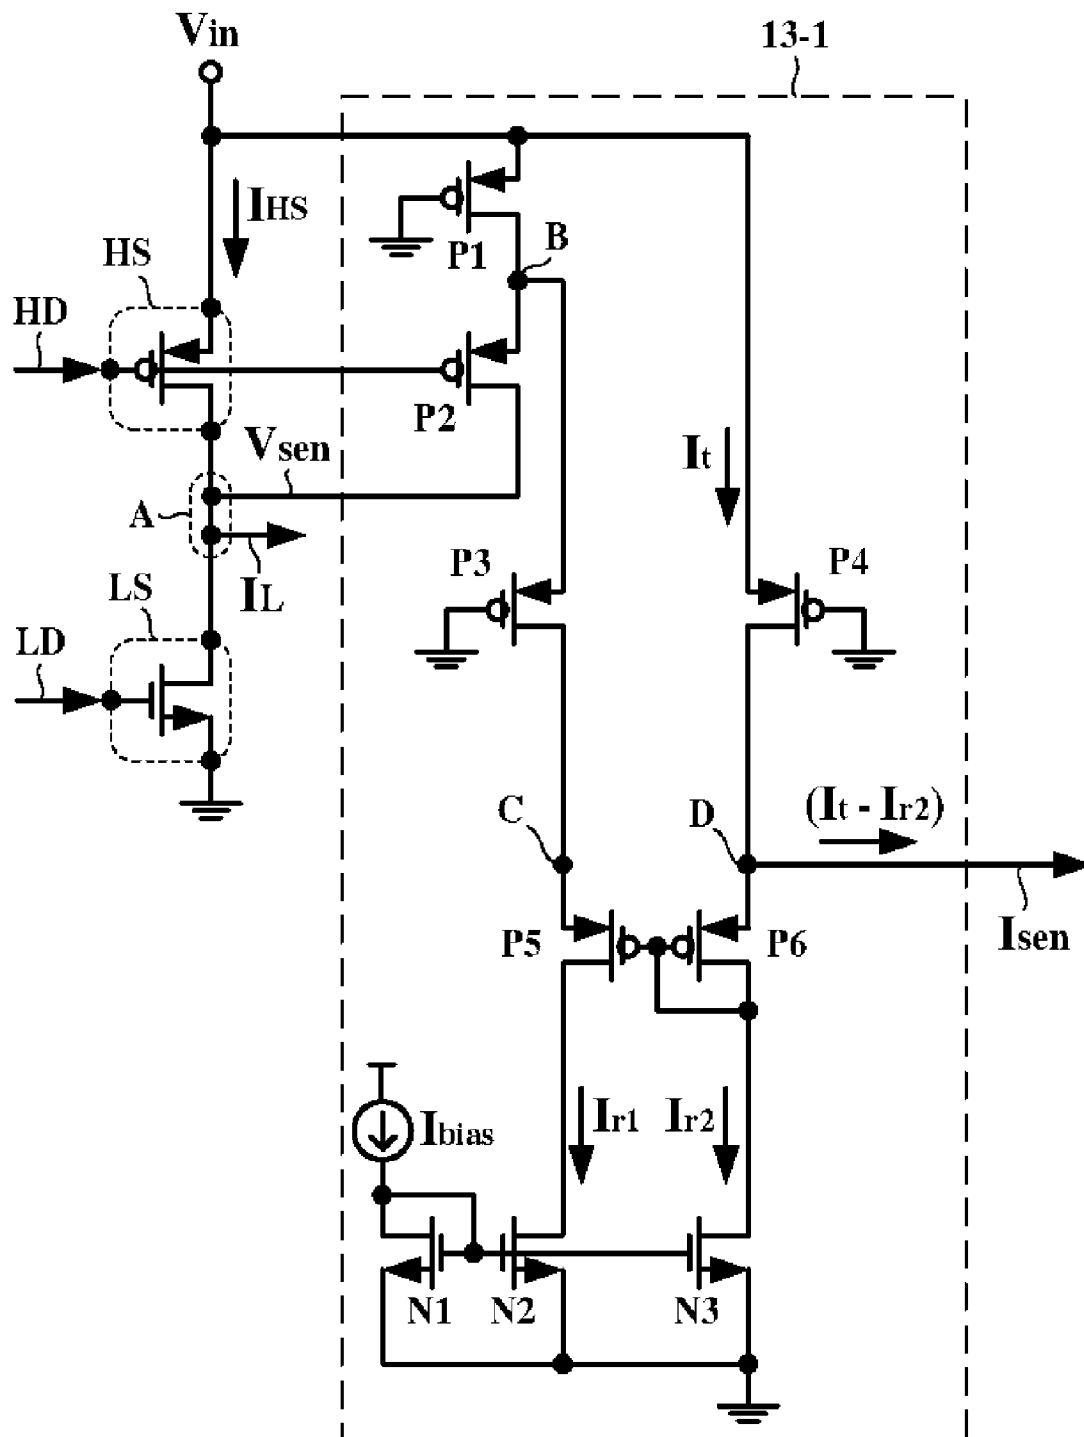 Vin
13-1
IHS
HS
P1
B
HD
P2
Vsen
It
A
IL
P3
P4
LS
LD
C
D
(It - Ir2)
P5
P6
Isen
Ibias
Ir1
Ir2
N1
N2
N3